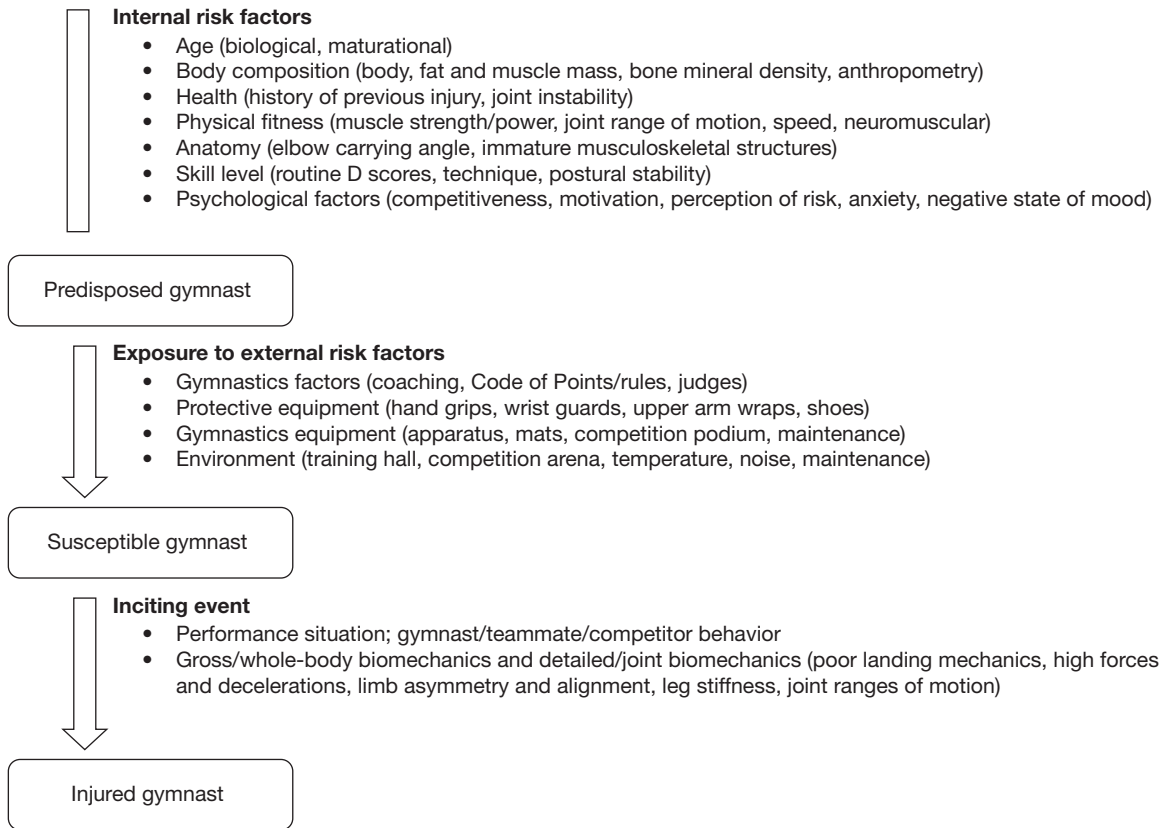 Internal risk factors
• Age (biological, maturational)
• Body composition (body, fat and muscle mass, bone mineral density, anthropometry)
• Health (history of previous injury, joint instability)
• Physical fitness (muscle strength/power, joint range of motion, speed, neuromuscular)
• Anatomy (elbow carrying angle, immature musculoskeletal structures)
• Skill level (routine D scores, technique, postural stability)
• Psychological factors (competitiveness, motivation, perception of risk, anxiety, negative state of mood)
Predisposed gymnast
Exposure to external risk factors
• Gymnastics factors (coaching, Code of Points/rules, judges)
• Protective equipment (hand grips, wrist guards, upper arm wraps, shoes)
• Gymnastics equipment (apparatus, mats, competition podium, maintenance)
• Environment (training hall, competition arena, temperature, noise, maintenance)
Susceptible gymnast
Inciting event
• Performance situation; gymnast/teammate/competitor behavior
• Gross/whole-body biomechanics and detailed/joint biomechanics (poor landing mechanics, high forces
and decelerations, limb asymmetry and alignment, leg stiffness, joint ranges of motion)
Injured gymnast